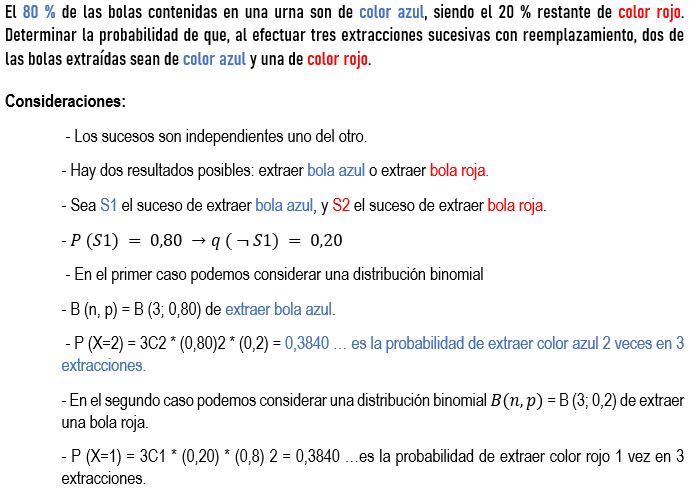 El 80 % de las bolas contenidas en una urna son de color azul, siendo el 20 % restante de color rojo.
Determinar la probabilidad de que, al efectuar tres extracciones sucesivas con reemplazamiento, dos de
las bolas extraídas sean de color azul y una de color rojo.
Consideraciones:
- Los sucesos son independientes uno del otro.
- Hay dos resultados posibles: extraer bola azul o extraer bola roja.
- Sea S1 el suceso de extraer bola azul, y S2 el suceso de extraer bola roja.
- P (S1) = 0,80 → q ( ¬ S1) = 0,20
- En el primer caso podemos considerar una distribución binomial
- B (n, p) = B (3; 0,80) de extraer bola azul.
- P (X=2) = 3C2 * (0,80)2 * (0,2) = 0,3840 ... es la probabilidad de extraer color azul 2 veces en 3
extracciones.
- En el segundo caso podemos considerar una distribución binomial B(n, p) = B (3; 0,2) de extraer
una bola roja.
- P (X=1) = 3C1 * (0,20) * (0,8) 2 = 0,3840 ...es la probabilidad de extraer color rojo 1 vez en 3
extracciones.